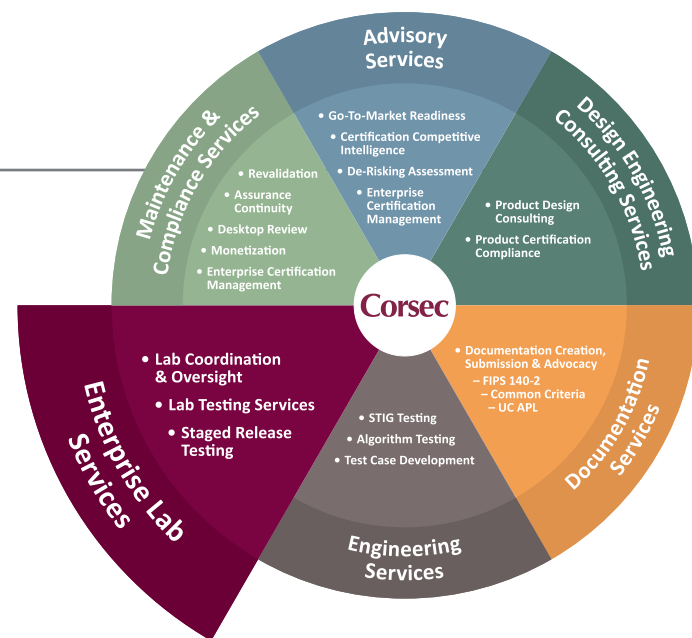 Advisory
Services
• Go-To-Market Readiness
• Certification Competitive
Intelligence
• De-Risking Assessment
• Enterprise
Certification
Management
Design Engineering
Consulting Services
• Product Design
Consulting
• Product Certification
Compliance
Documentation
Services
• Documentation Creation,
Submission & Advocacy
– FIPS 140-2
– Common Criteria
– UC APL
Engineering
Services
• STIG Testing
• Algorithm Testing
• Test Case Development
Enterprise Lab
Services
• Lab Coordination
& Oversight
• Lab Testing Services
• Staged Release
Testing
Maintenance &
Compliance Services
• Revalidation
• Assurance
Continuity
• Desktop Review
• Monetization
• Enterprise Certification
Management
Corsec